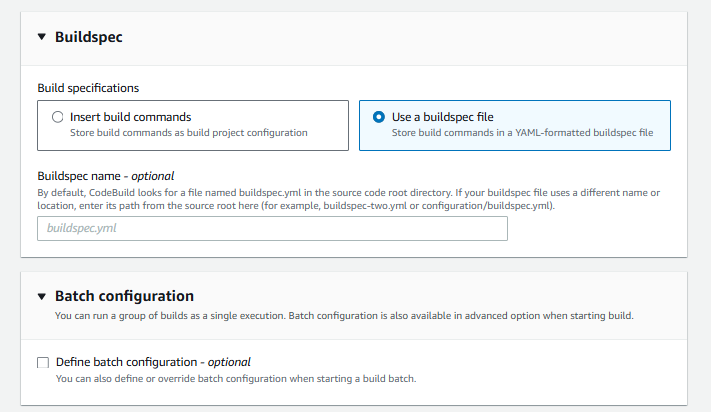 Buildspec
Build specifications
Insert build commands
Store build commands as build project configuration
Use a buildspec file
Store build commands in a YAML-formatted buildspec file
Buildspec name - optional
By default, CodeBuild looks for a file named buildspec.yml in the source code root directory. If your buildspec file uses a different name or
location, enter its path from the source root here (for example, buildspec-two.yml or configuration/buildspec.yml).
buildspec.yml
Batch configuration
You can run a group of builds as a single execution. Batch configuration is also available in advanced option when starting build.
Define batch configuration - optional
You can also define or override batch configuration when starting a build batch.